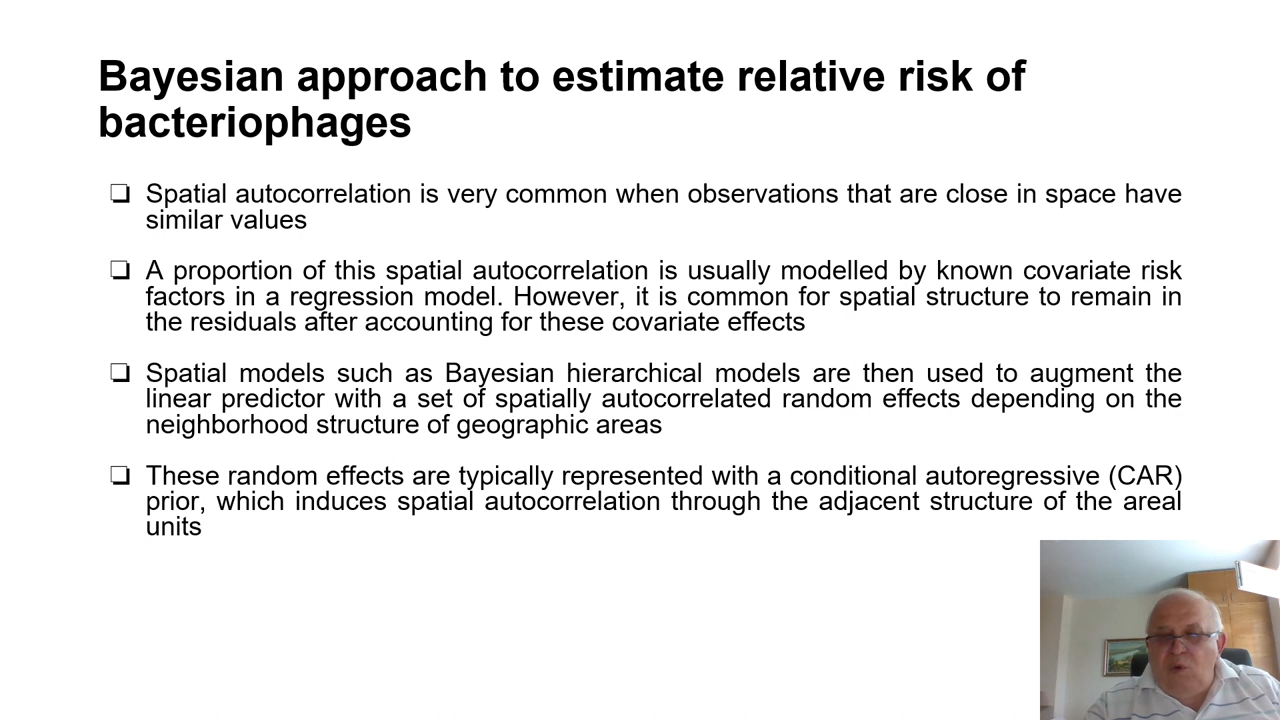 Bayesian approach to estimate relative risk of
bacteriophages
❏ Spatial autocorrelation is very common when observations that are close in space have
similar values
❏ A proportion of this spatial autocorrelation is usually modelled by known covariate risk
factors in a regression model. However, it is common for spatial structure to remain in
the residuals after accounting for these covariate effects
❏ Spatial models such as Bayesian hierarchical models are then used to augment the
linear predictor with a set of spatially autocorrelated random effects depending on the
neighborhood structure of geographic areas
❏ These random effects are typically represented with a conditional autoregressive (CAR)
prior, which induces spatial autocorrelation through the adjacent structure of the areal
units